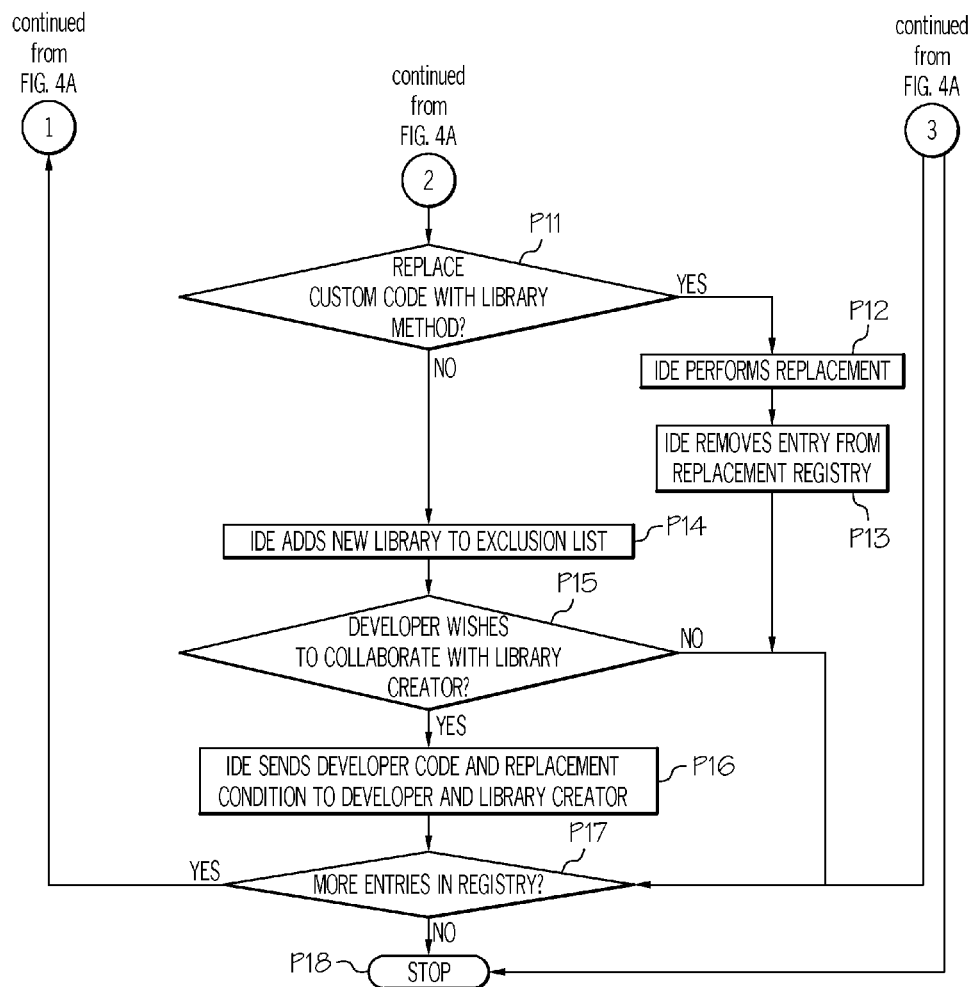 continued
from
FIG. 4A
1
continued
from
FIG. 4A
2
continued
from
FIG. 4A
3
P11
REPLACE
CUSTOM CODE WITH LIBRARY
METHOD?
YES
NO
P12
IDE PERFORMS REPLACEMENT
IDE REMOVES ENTRY FROM
REPLACEMENT REGISTRY
P13
IDE ADDS NEW LIBRARY TO EXCLUSION LIST
P14
P15
DEVELOPER WISHES
TO COLLABORATE WITH LIBRARY
CREATOR?
NO
YES
IDE SENDS DEVELOPER CODE AND REPLACEMENT
CONDITION TO DEVELOPER AND LIBRARY CREATOR
P16
P17
YES
MORE ENTRIES IN REGISTRY?
NO
P18
STOP